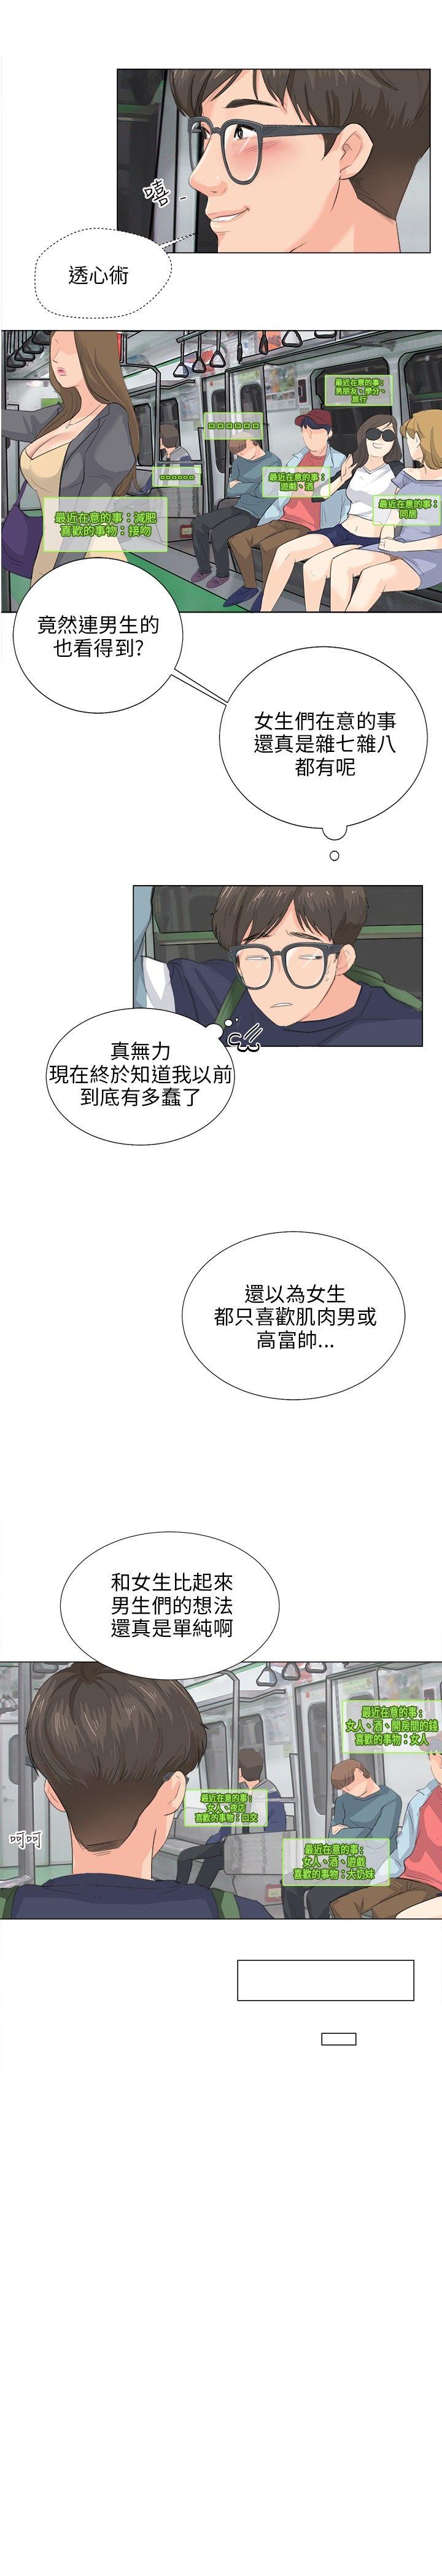 嘻-
透心術
最近在意的事:
男朋友、學分、
旅行
最近在意的事:
遊戲、酒
最近在意的事:
同居
最近在意的事:減肥
喜歡的事物:接吻
竟然連男生的
也看得到?
女生們在意的事
還真是雜七雜八
都有呢
真無力
現在終於知道我以前
到底有多蠢了
還以為女生
都只喜歡肌肉男或
高富帥...
和女生比起來
男生們的想法
還真是單純啊
最近在意的事:
女人、酒、開房間的錢
喜歡的事物:女人
最近在意的事:
女人、夜店
喜歡的事物:口交
呵呵
最近在意的事:
女人、酒、遊戲
喜歡的事物:大奶妹